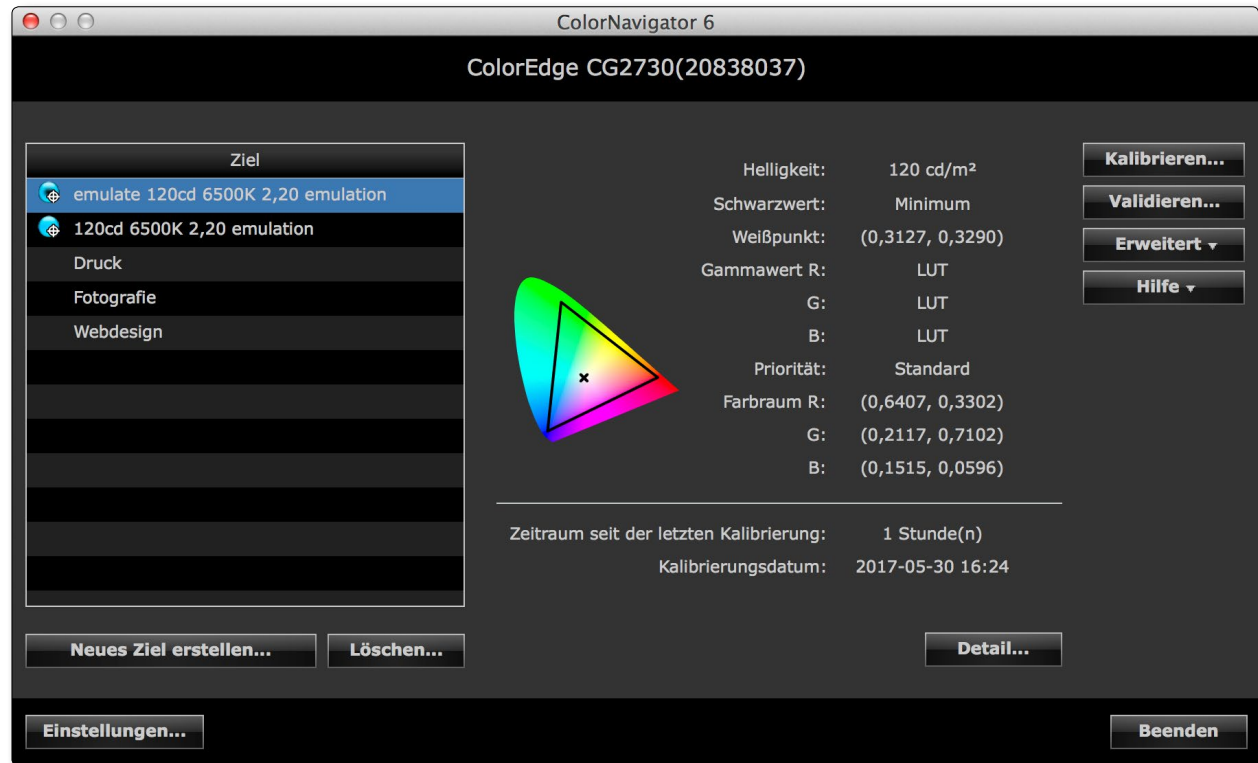 ColorNavigator 6
ColorEdge CG2730(20838037)
Ziel
emulate 120cd 6500K 2,20 emulation
120cd 6500K 2,20 emulation
Druck
Fotografie
Webdesign
Helligkeit: 120 cd/m²
Schwarzwert: Minimum
Weißpunkt: (0,3127, 0,3290)
Gammawert R: LUT
G: LUT
B: LUT
Priorität: Standard
Farbraum R: (0,6407, 0,3302)
G: (0,2117, 0,7102)
B: (0,1515, 0,0596)
Zeitraum seit der letzten Kalibrierung: 1 Stunde(n)
Kalibrierungsdatum: 2017-05-30 16:24
Kalibrieren...
Validieren...
Erweitert
Hilfe
Neues Ziel erstellen... Löschen...
Detail...
Einstellungen...
Beenden